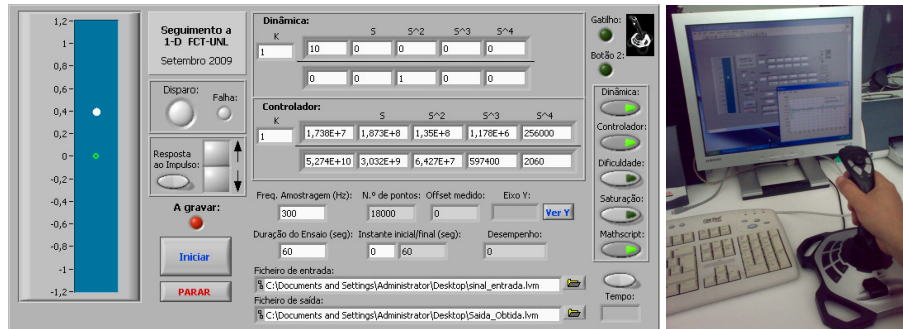 1,2-
1-
0,8-
0,6-
0,4-
0,2-
0-
-0,2-
-0,4-
-0,6-
-0,8-
-1-
-1,2-
Seguimento a
1-D FCT-UNL
Setembro 2009
Disparo:
Falha:
Resposta
ao Impulso:
A gravar:
Iniciar
PARAR
Dinâmica:
K S S^2 S^3 S^4
1 10 0 0 0 0
0 0 1 0 0
Controlador:
K S S^2 S^3 S^4
1 1,738E+7 1,873E+8 1,35E+8 1,178E+6 256000
5,274E+10 3,032E+9 6,427E+7 597400 2060
Freq. Amostragem (Hz): N.º de pontos: Offset medido: Eixo Y:
300 18000 0 Ver Y
Duração do Ensaio (seg): Instante inicial/final (seg): Desempenho:
60 0 60 0
Ficheiro de entrada:
C:\Documents and Settings\Administrator\Desktop\sinal_entrada.lvm
Ficheiro de saída:
C:\Documents and Settings\Administrator\Desktop\Saida_Obtida.lvm
Gatilho:
Botão 2:
Dinâmica:
Controlador:
Dificuldade:
Saturação:
Mathscript:
Tempo: